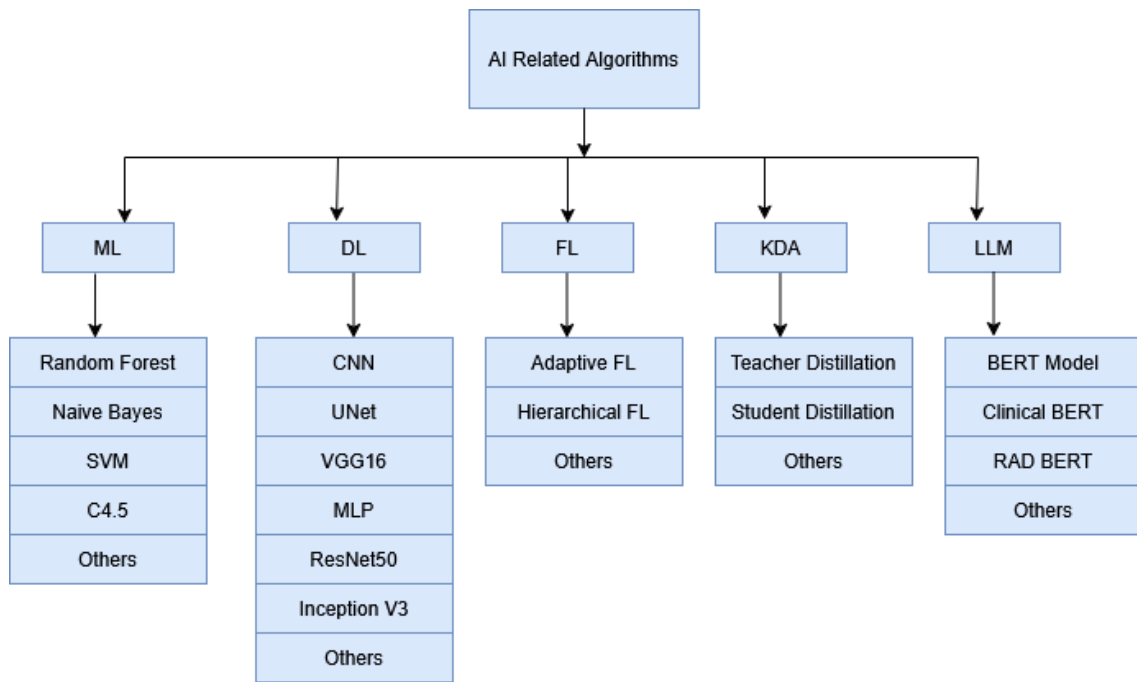 AI Related Algorithms
ML
DL
FL
KDA
LLM
Random Forest
Naive Bayes
SVM
C4.5
Others
CNN
UNet
VGG16
MLP
ResNet50
Inception V3
Others
Adaptive FL
Hierarchical FL
Others
Teacher Distillation
Student Distillation
Others
BERT Model
Clinical BERT
RAD BERT
Others